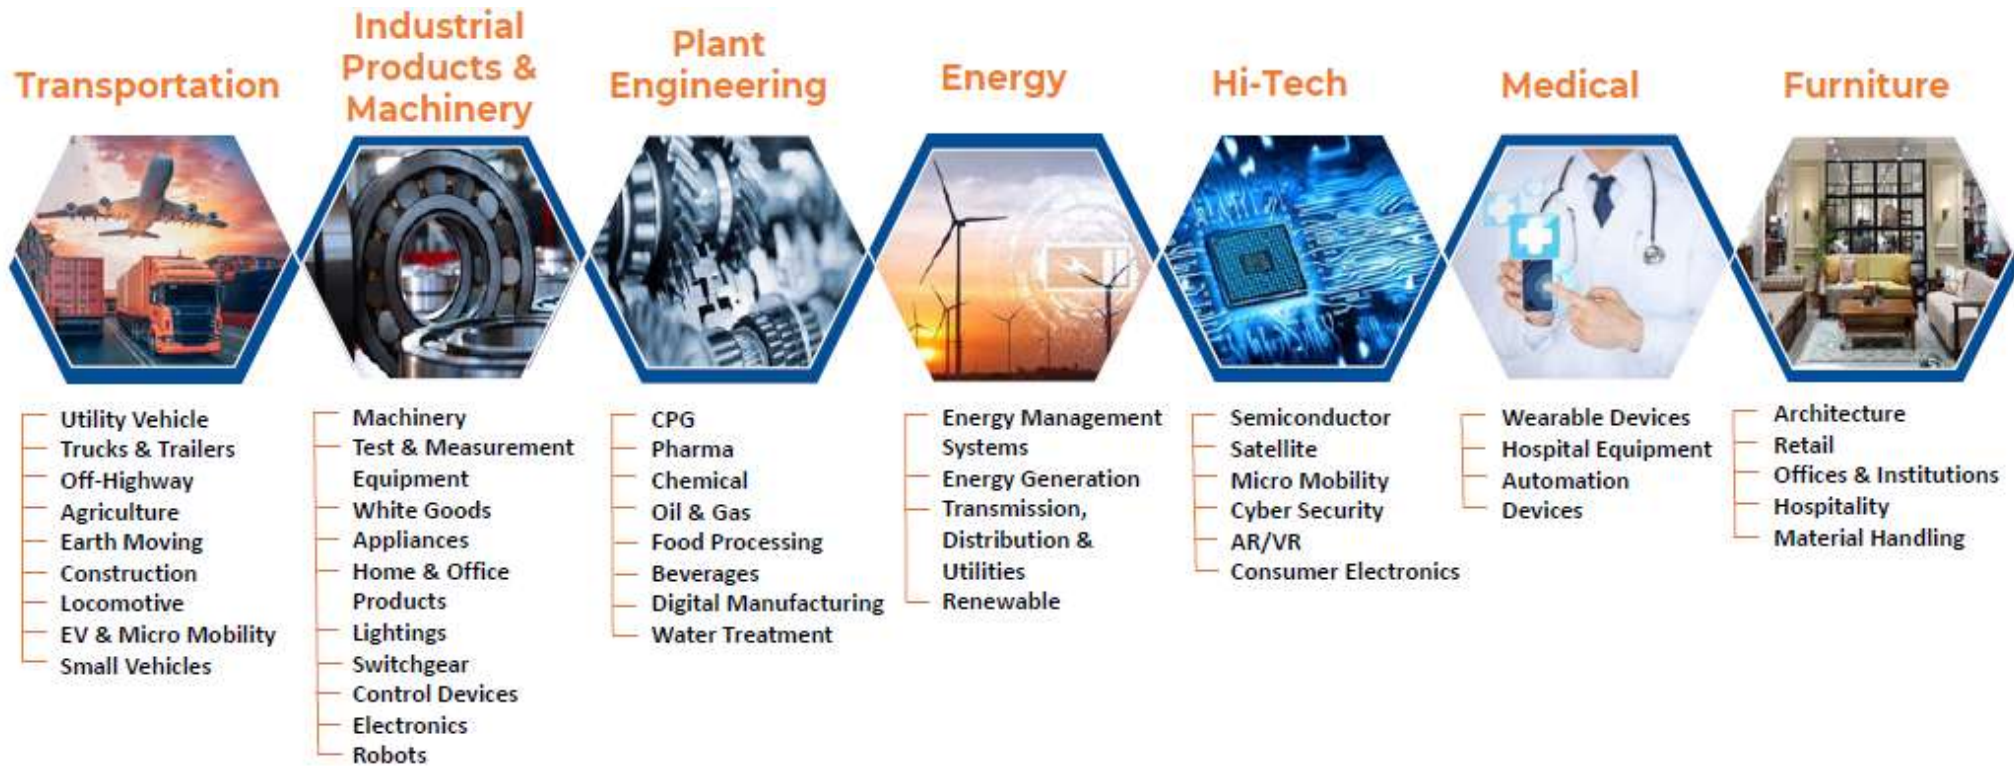 Transportation
Industrial
Products &
Machinery
Plant
Engineering
Energy
Hi-Tech
Medical
Furniture
Utility Vehicle
Trucks & Trailers
Off-Highway
Agriculture
Earth Moving
Construction
Locomotive
EV & Micro Mobility
Small Vehicles
Machinery
Test & Measurement
Equipment
White Goods
Appliances
Home & Office
Products
Lightings
Switchgear
Control Devices
Electronics
Robots
CPG
Pharma
Chemical
Oil & Gas
Food Processing
Beverages
Digital Manufacturing
Water Treatment
Energy Management
Systems
Energy Generation
Transmission,
Distribution &
Utilities
Renewable
Semiconductor
Satellite
Micro Mobility
Cyber Security
AR/VR
Consumer Electronics
Wearable Devices
Hospital Equipment
Automation
Devices
Architecture
Retail
Offices & Institutions
Hospitality
Material Handling